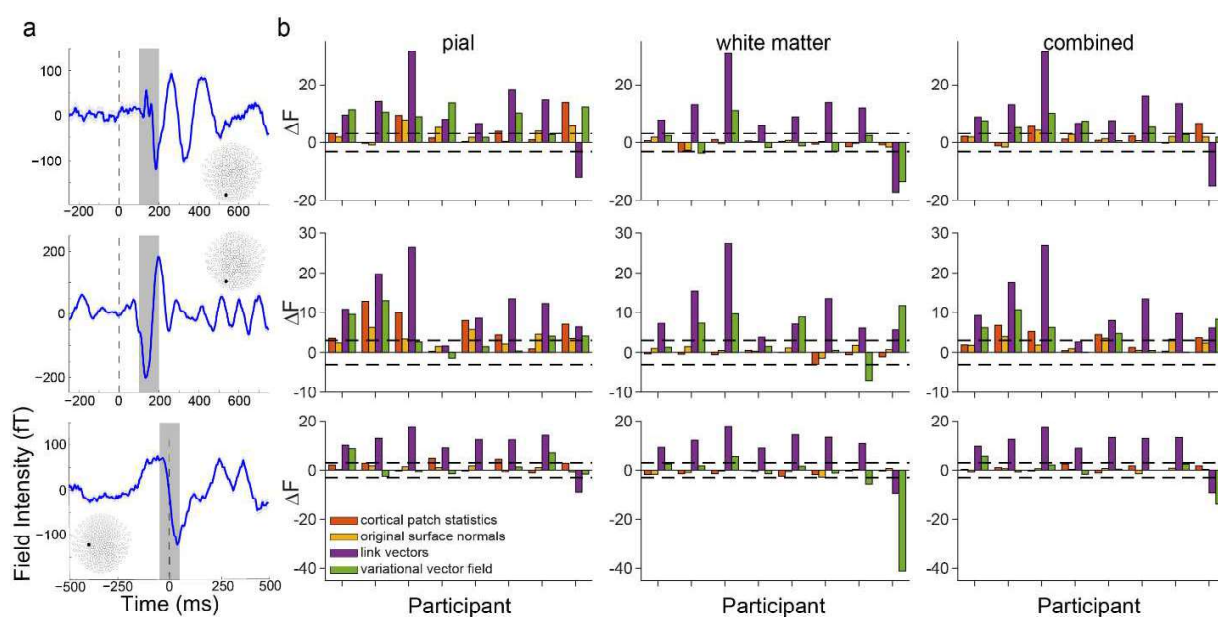 a
b
pial
white matter
combined
100
0
−100
−200 0 200 400 600
200
0
−200
−200 0 200 400 600
100
0
−100
−500 −250 0 250 500
Field Intensity (fT)
Time (ms)
20
0
-20
ΔF
20
0
-20
20
0
-20
30
20
10
0
-10
ΔF
30
20
10
0
-10
30
20
10
0
-10
20
0
-20
-40
ΔF
cortical patch statistics
original surface normals
link vectors
variational vector field
20
0
-20
-40
20
0
-20
-40
Participant
Participant
Participant